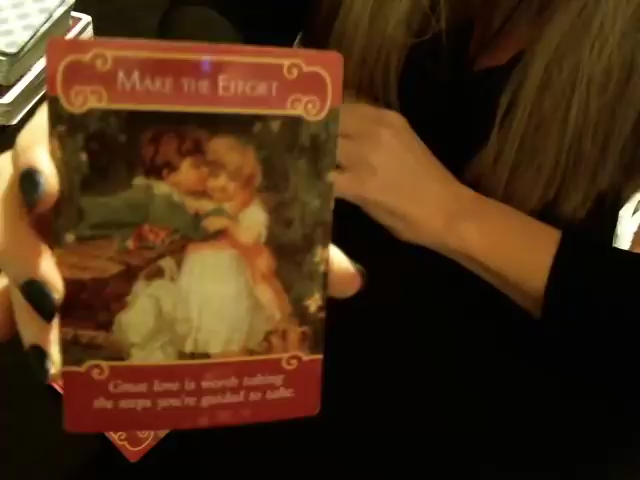 MAKE THE EFFORT
Great love is worth taking
the steps you're guided to take.